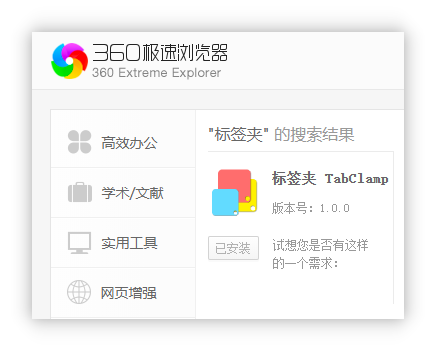 360极速浏览器
360 Extreme Explorer
高效办公
学术/文献
实用工具
网页增强
"标签夹" 的搜索结果
标签夹 TabClamp
版本号: 1.0.0
已安装
试想您是否有这样
的一个需求: